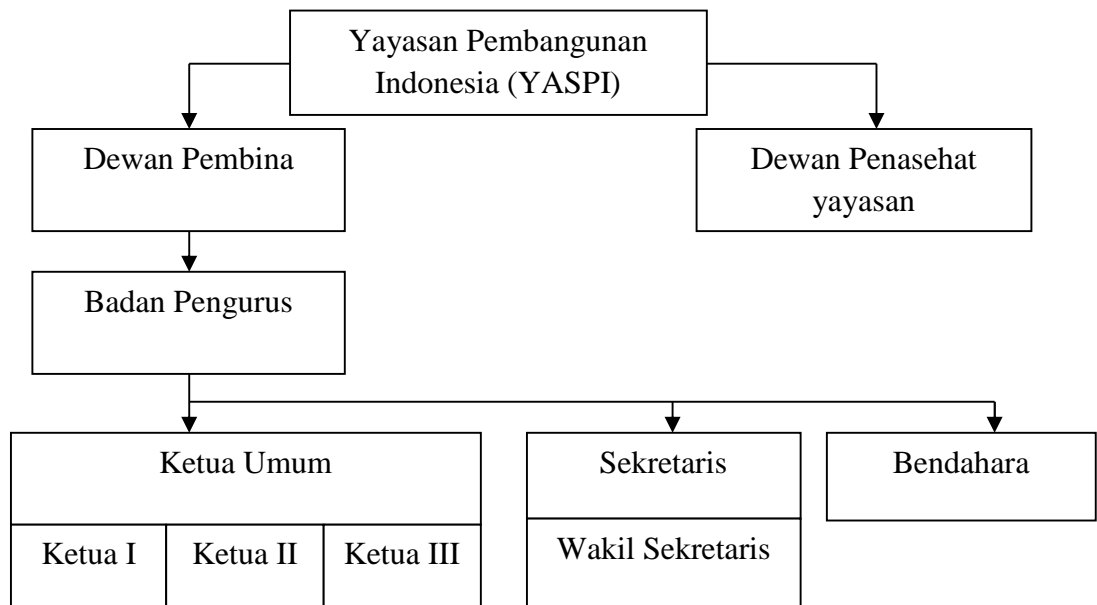 Yayasan Pembangunan
Indonesia (YASPI)
Dewan Pembina
Dewan Penasehat
yayasan
Badan Pengurus
Ketua Umum
Sekretaris
Bendahara
Ketua I
Ketua II
Ketua III
Wakil Sekretaris